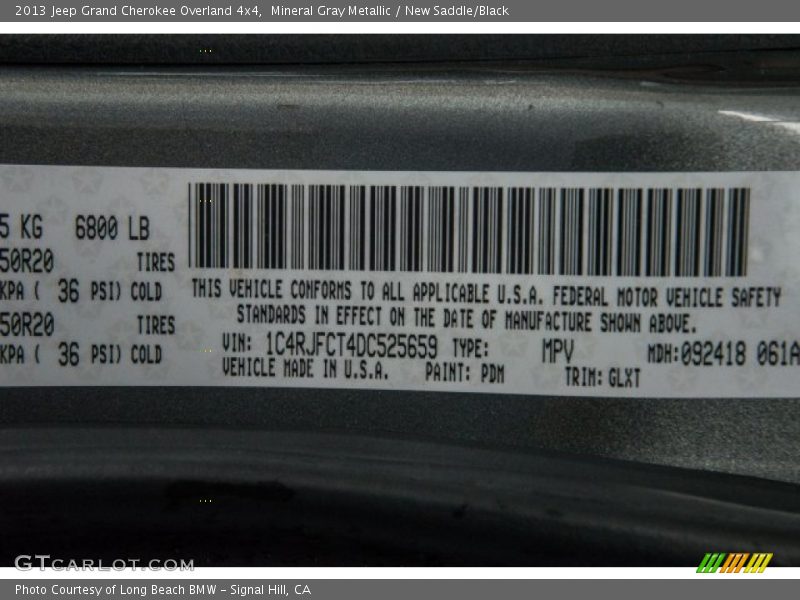 2013 Jeep Grand Cherokee Overland 4x4, Mineral Gray Metallic / New Saddle/Black
5 KG 6800 LB
50R20 TIRES
KPA ( 36 PSI) COLD
50R20 TIRES
KPA ( 36 PSI) COLD
THIS VEHICLE CONFORMS TO ALL APPLICABLE U.S.A. FEDERAL MOTOR VEHICLE SAFETY
STANDARDS IN EFFECT ON THE DATE OF MANUFACTURE SHOWN ABOVE.
VIN: 1C4RJFCT4DC525659 TYPE: MPV MDH:092418 061A
VEHICLE MADE IN U.S.A. PAINT: PDM TRIM: GLXT
GTCARLOT.COM
Photo Courtesy of Long Beach BMW - Signal Hill, CA